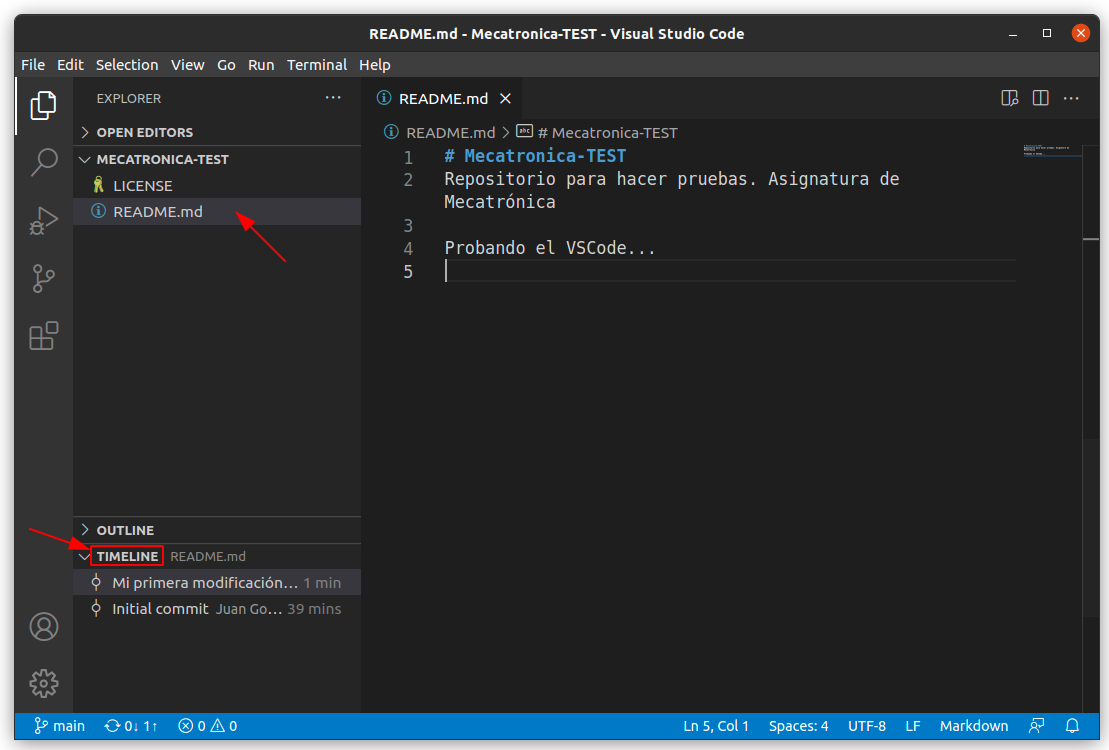 README.md - Mecatronica-TEST - Visual Studio Code
File Edit Selection View Go Run Terminal Help
EXPLORER
OPEN EDITORS
MECATRONICA-TEST
LICENSE
README.md
OUTLINE
TIMELINE README.md
Mi primera modificación... 1 min
Initial commit Juan Go... 39 mins
README.md
README.md > # Mecatronica-TEST
1 # Mecatronica-TEST
2 Repositorio para hacer pruebas. Asignatura de
Mecatrónica
3
4 Probando el VSCode...
5
main 0↓ 1↑ 0 0 Ln 5, Col 1 Spaces: 4 UTF-8 LF Markdown